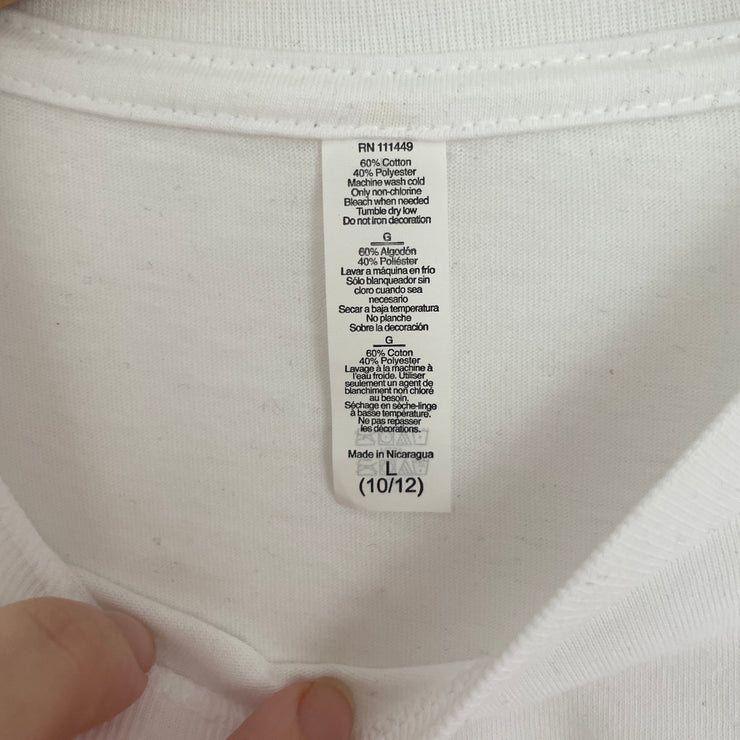 RN 111449
60% Cotton
40% Polyester
Machine wash cold
Only non-chlorine
Bleach when needed
Tumble dry low
Do not iron decoration
G
60% Algodón
40% Poliéster
Lavar a máquina en frío
Sólo blanqueador sin
cloro cuando sea
necesario
Secar a baja temperatura
No planche
Sobre la decoración
G
60% Coton
40% Polyester
Lavage à la machine à
l'eau froide. Utiliser
seulement un agent de
blanchiment non chloré
au besoin.
Séchage en sèche-linge
à basse température.
Ne pas repasser
les décorations.
Made in Nicaragua
L
(10/12)